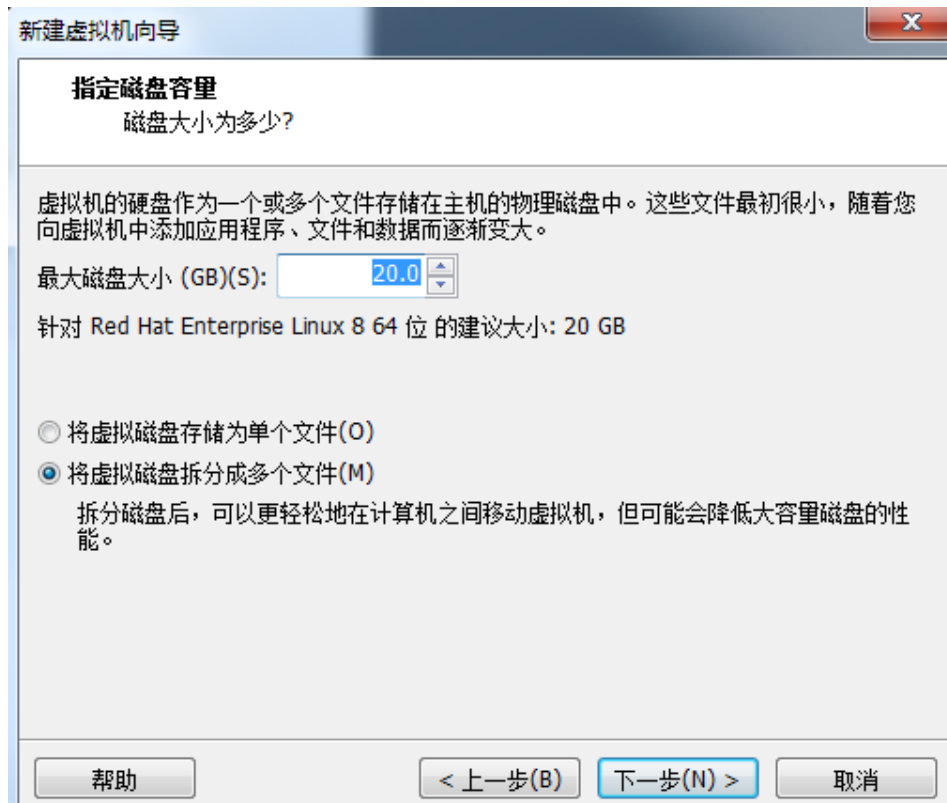 新建虚拟机向导
指定磁盘容量
磁盘大小为多少?
虚拟机的硬盘作为一个或多个文件存储在主机的物理磁盘中。这些文件最初很小，随着您
向虚拟机中添加应用程序、文件和数据而逐渐变大。
最大磁盘大小 (GB)(S): 20.0
针对 Red Hat Enterprise Linux 8 64 位 的建议大小: 20 GB
将虚拟磁盘存储为单个文件(O)
将虚拟磁盘拆分成多个文件(M)
拆分磁盘后，可以更轻松地在计算机之间移动虚拟机，但可能会降低大容量磁盘的性
能。
帮助 < 上一步(B) 下一步(N) > 取消